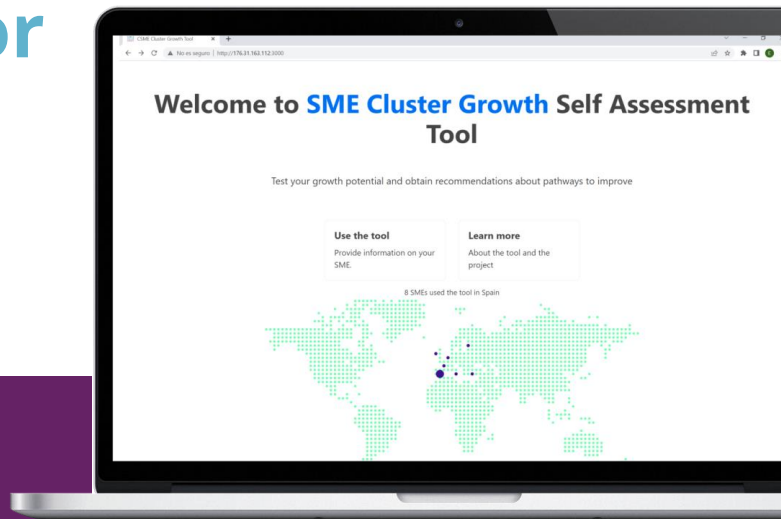 or
CSME Cluster Growth Tool
No es seguro | http://176.31.163.112:3000
Welcome to SME Cluster Growth Self Assessment
Tool
Test your growth potential and obtain recommendations about pathways to improve
Use the tool
Provide information on your
SME.
Learn more
About the tool and the
project
8 SMEs used the tool in Spain